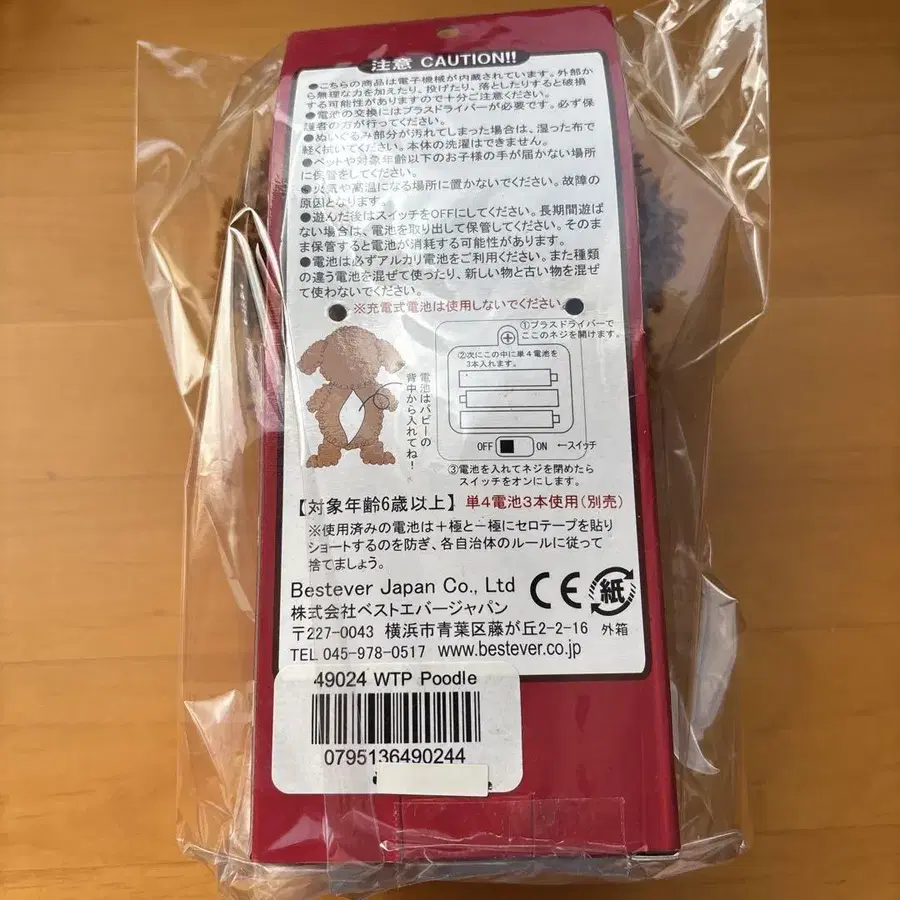 注意 CAUTION!!
●こちらの商品は電子機械が内蔵されています。外部か
ら無理な力を加えたり、投げたり、落としたりすると破損
する可能性がありますので十分ご注意ください。
●電池の交換にはプラスドライバーが必要です。必ず保
護者の方が行ってください。
●ぬいぐるみ部分が汚れてしまった場合は、湿った布で
軽く拭いてください。本体の洗濯はできません。
●ペットや対象年齢以下のお子様の手が届かない場所
に保管をしてください。
●火気や高温になる場所に置かないでください。故障の
原因となります。
●遊んだ後はスイッチをOFFにしてください。長期間遊ば
ない場合は、電池を取り出して保管してください。そのま
まま保管すると電池が消耗する可能性があります。
●電池は必ずアルカリ電池をご利用ください。また種類
の違う電池を混ぜて使ったり、新しい物と古い物を混ぜ
て使わないでください。
※充電式電池は使用しないでください。
電池はパピーの
背中から入れてね!
①プラスドライバーで
ここのネジを開けます。
②次にこの中に単4電池を
3本入れます。
OFF ON ←スイッチ
③電池を入れてネジを閉めたら
スイッチをオンにします。
【対象年齢6歳以上】 単4電池3本使用(別売)
※使用済みの電池は+極と−極にセロテープを貼り
ショートするのを防ぎ、各自治体のルールに従って
捨てましょう。
Bestever Japan Co., Ltd
株式会社ベストエバージャパン
CE 紙
外箱
〒227-0043 横浜市青葉区藤が丘2-2-16
TEL 045-978-0517 www.bestever.co.jp
49024 WTP Poodle
0795136490244